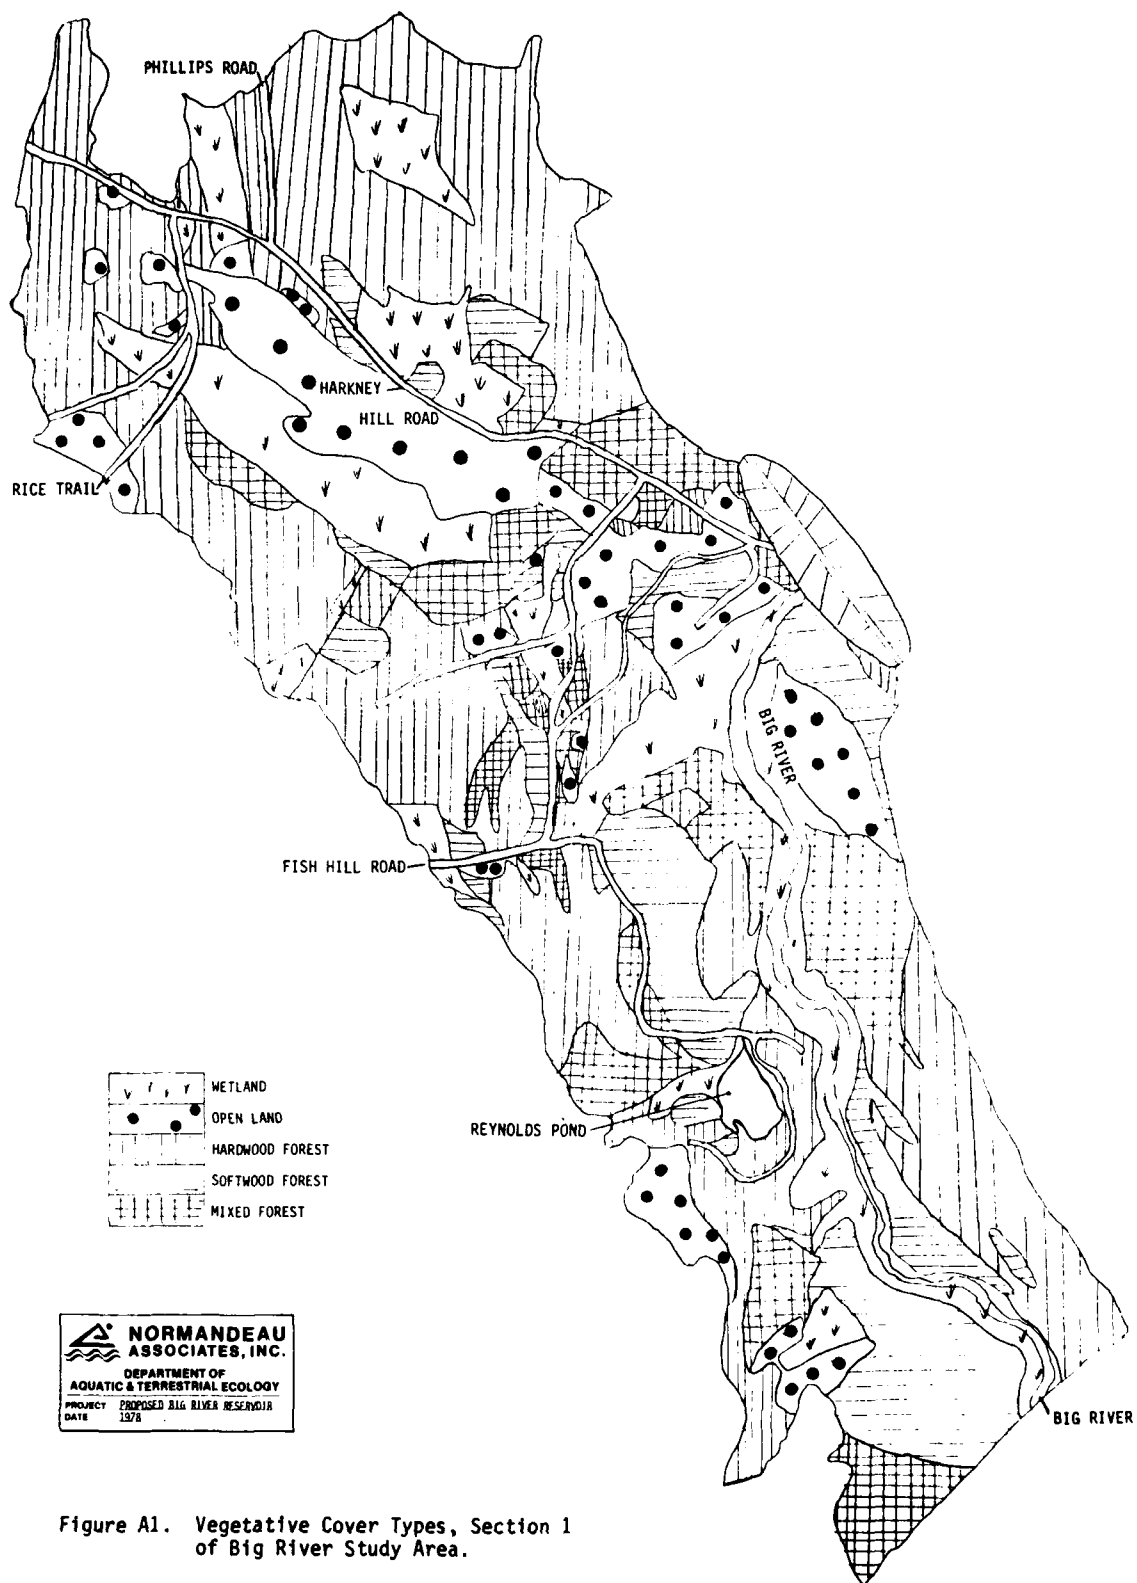 PHILLIPS ROAD
HARKNEY
HILL ROAD
RICE TRAIL
BIG RIVER
FISH HILL ROAD
WETLAND
OPEN LAND
HARDWOOD FOREST
SOFTWOOD FOREST
MIXED FOREST
REYNOLDS POND
NORMANDEAU
ASSOCIATES, INC.
DEPARTMENT OF
AQUATIC & TERRESTRIAL ECOLOGY
PROJECT PROPOSED BIG RIVER RESERVOIR
DATE 1978
BIG RIVER
Figure A1. Vegetative Cover Types, Section 1
of Big River Study Area.